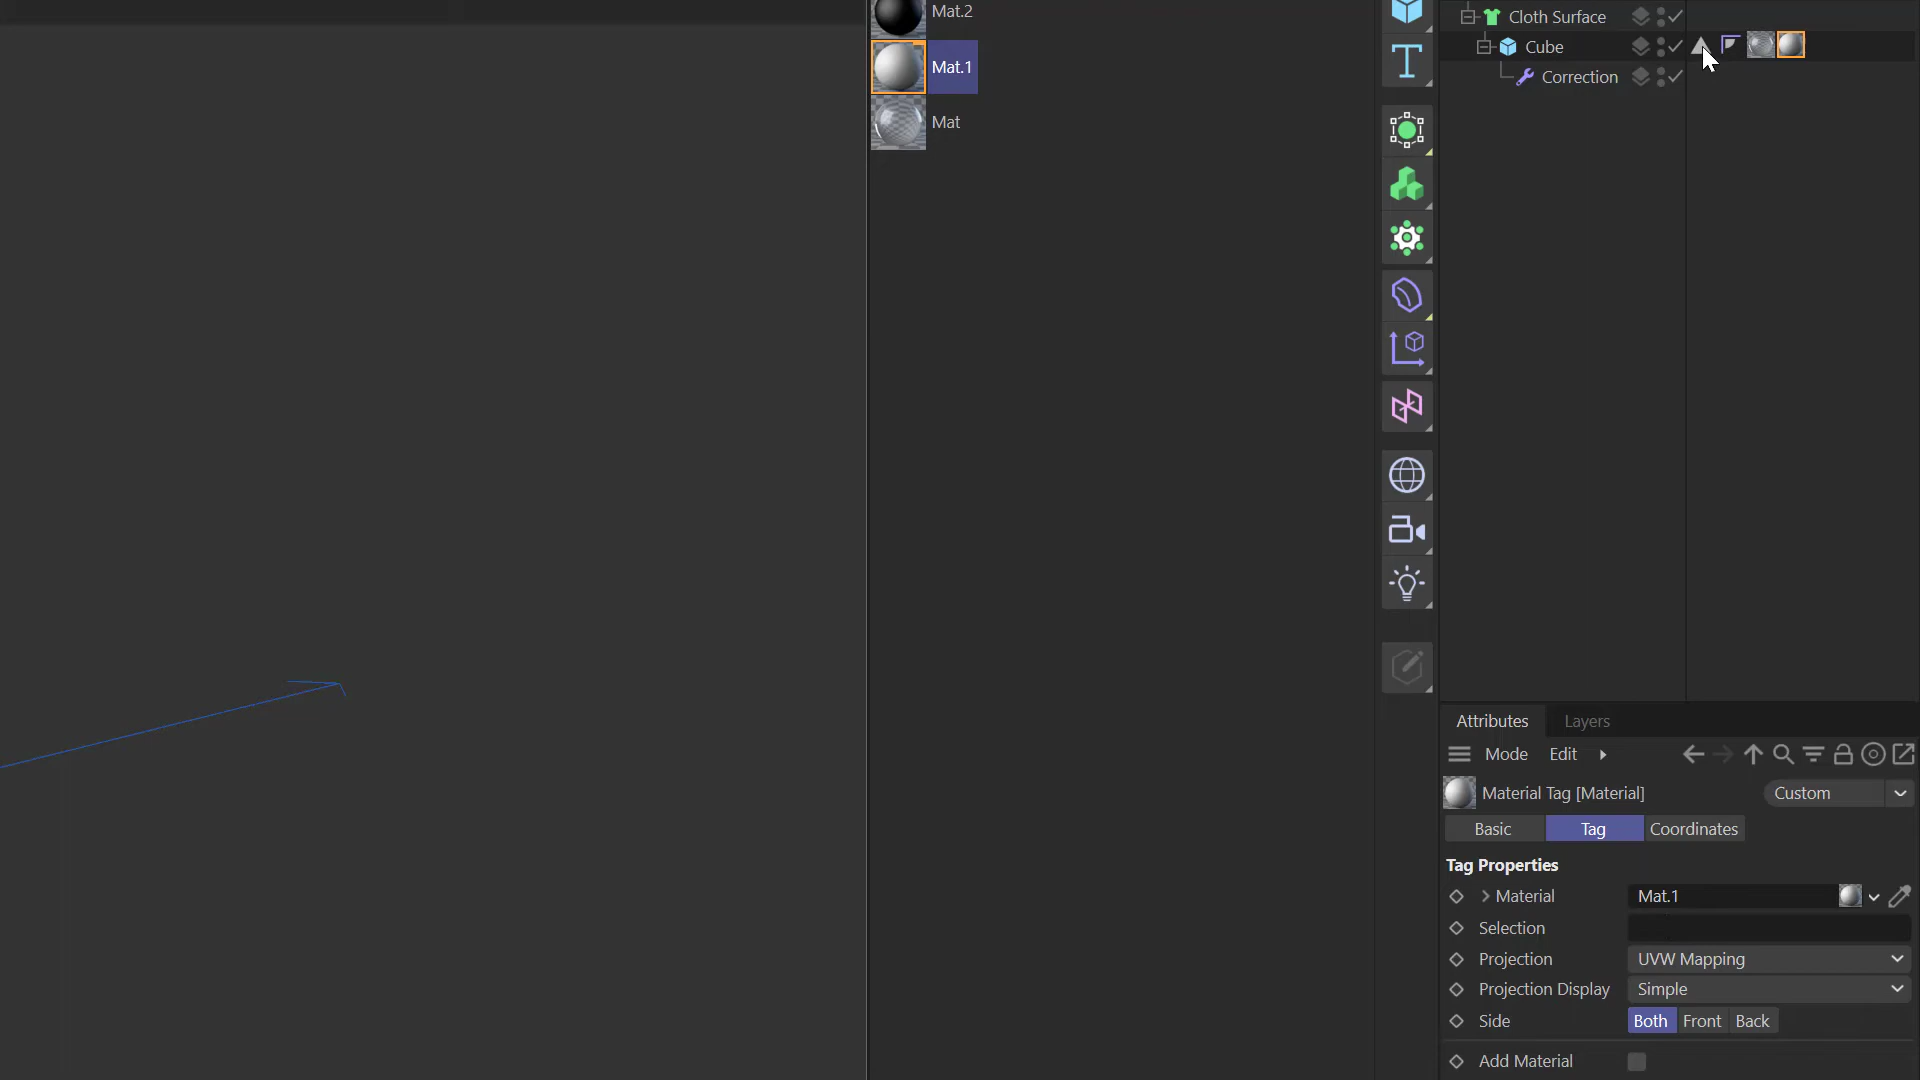 Mat.2
Mat.1
Mat
Cloth Surface
Cube
Correction
Attributes
Layers
Mode
Edit
Material Tag [Material]
Custom
Basic
Tag
Coordinates
Tag Properties
Material
Mat.1
Selection
Projection
UVW Mapping
Projection Display
Simple
Side
Both
Front
Back
Add Material